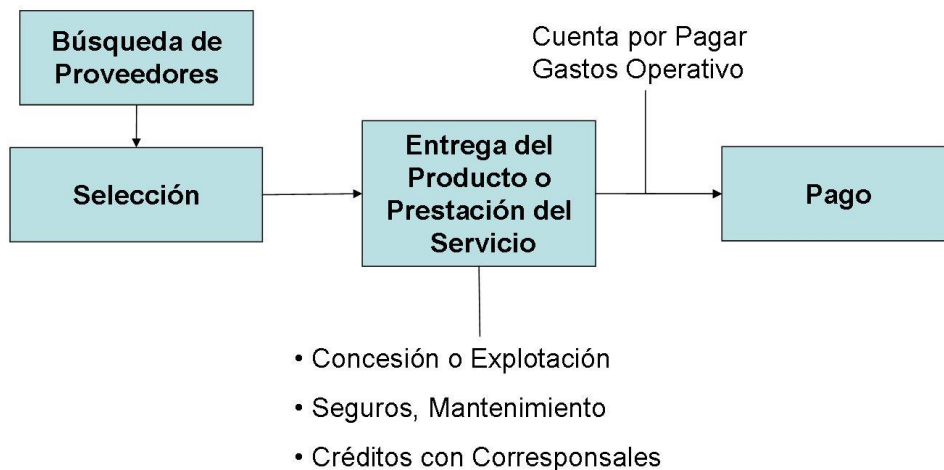 Búsqueda de
Proveedores
Cuenta por Pagar
Gastos Operativo
Selección
Entrega del
Producto o
Prestación del
Servicio
Pago
• Concesión o Explotación
• Seguros, Mantenimiento
• Créditos con Corresponsales